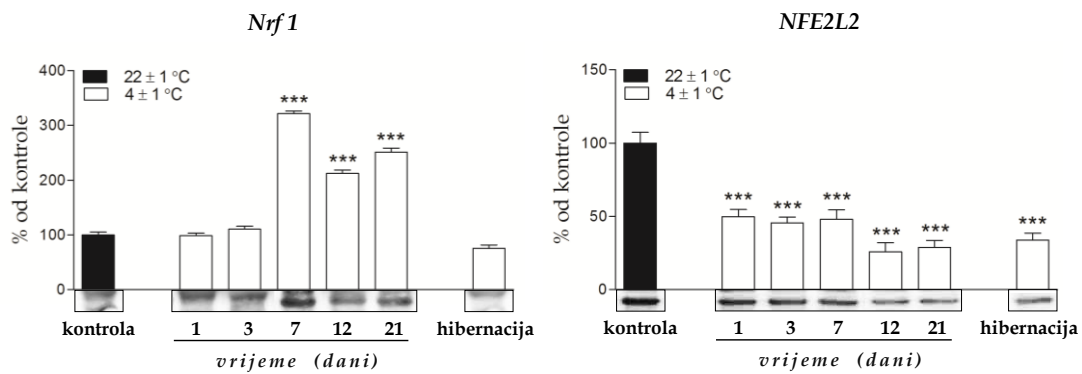 Nrf 1
400
300
200
100
0
% od kontrole
22 ± 1 °C
4 ± 1 °C
***
***
***
kontrola
1 3 7 12 21
hibernacija
vrijeme (dani)
NFE2L2
150
100
50
0
% od kontrole
22 ± 1 °C
4 ± 1 °C
***
***
***
***
***
***
kontrola
1 3 7 12 21
hibernacija
vrijeme (dani)